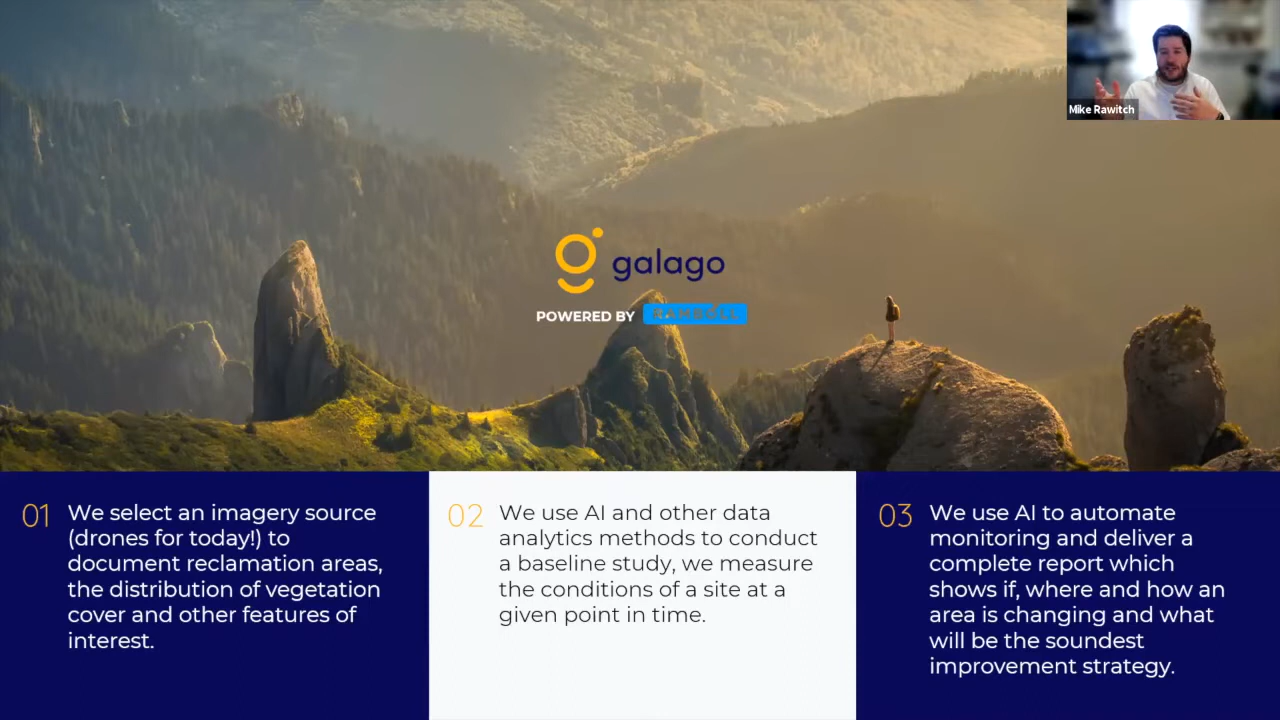 Mike Rawitch
galago
POWERED BY RAMBOLL
01
We select an imagery source
(drones for today!) to
document reclamation areas,
the distribution of vegetation
cover and other features of
interest.
02
We use AI and other data
analytics methods to conduct
a baseline study, we measure
the conditions of a site at a
given point in time.
03
We use AI to automate
monitoring and deliver a
complete report which
shows if, where and how an
area is changing and what
will be the soundest
improvement strategy.